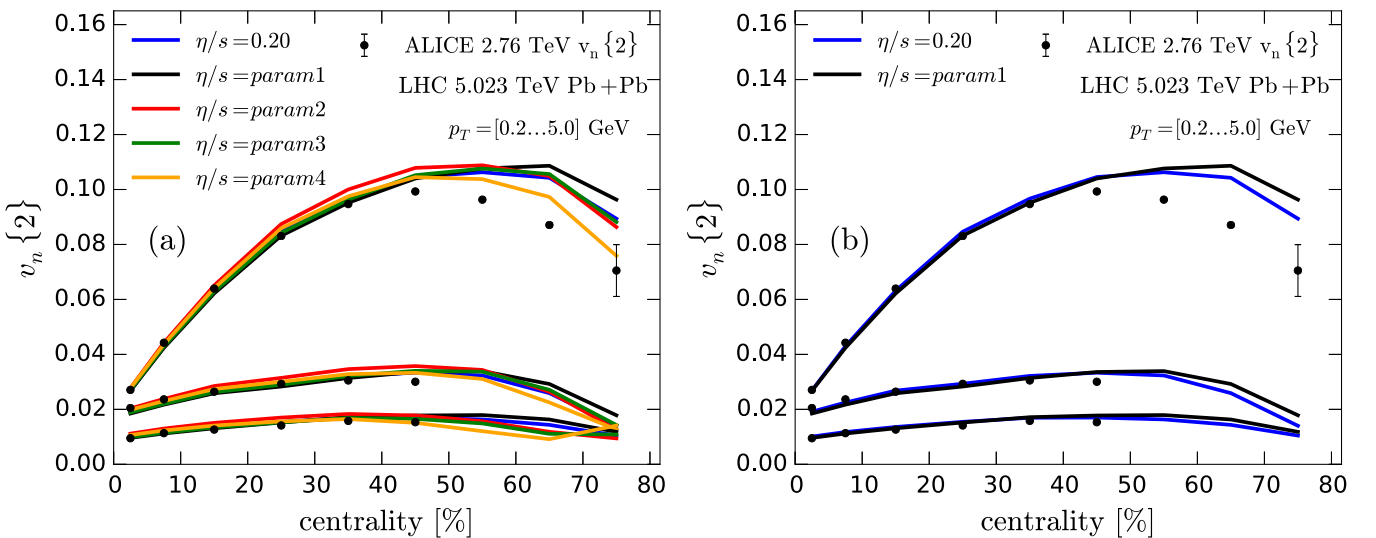 0.16
0.14
0.12
0.10
0.08
0.06
0.04
0.02
0.00
v_n{2}
η/s=0.20
η/s=param1
η/s=param2
η/s=param3
η/s=param4
ALICE 2.76 TeV v_n{2}
LHC 5.023 TeV Pb+Pb
p_T=[0.2...5.0] GeV
(a)
0 10 20 30 40 50 60 70 80
centrality [%]
0.16
0.14
0.12
0.10
0.08
0.06
0.04
0.02
0.00
v_n{2}
η/s=0.20
η/s=param1
ALICE 2.76 TeV v_n{2}
LHC 5.023 TeV Pb+Pb
p_T=[0.2...5.0] GeV
(b)
0 10 20 30 40 50 60 70 80
centrality [%]